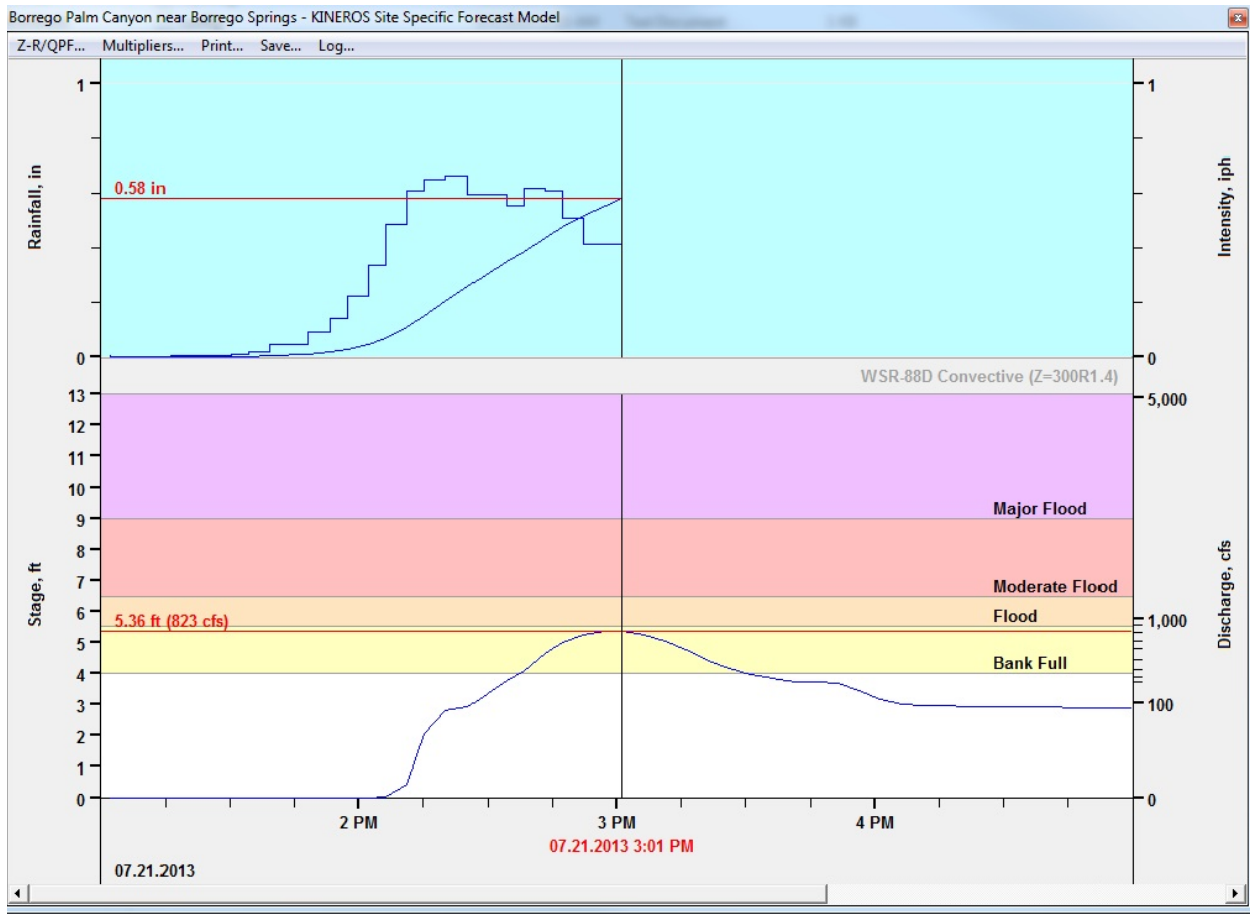 Borrego Palm Canyon near Borrego Springs - KINEROS Site Specific Forecast Model
Z-R/QPF... Multipliers... Print... Save... Log...
1
1
0.58 in
Rainfall, in
Intensity, iph
0
0
WSR-88D Convective (Z=300R1.4)
13
5,000
12
11
10
Major Flood
9
8
7
Moderate Flood
6
Flood
1,000
5.36 ft (823 cfs)
Stage, ft
Discharge, cfs
5
Bank Full
4
3
100
2
1
0
0
2 PM
3 PM
4 PM
07.21.2013 3:01 PM
07.21.2013